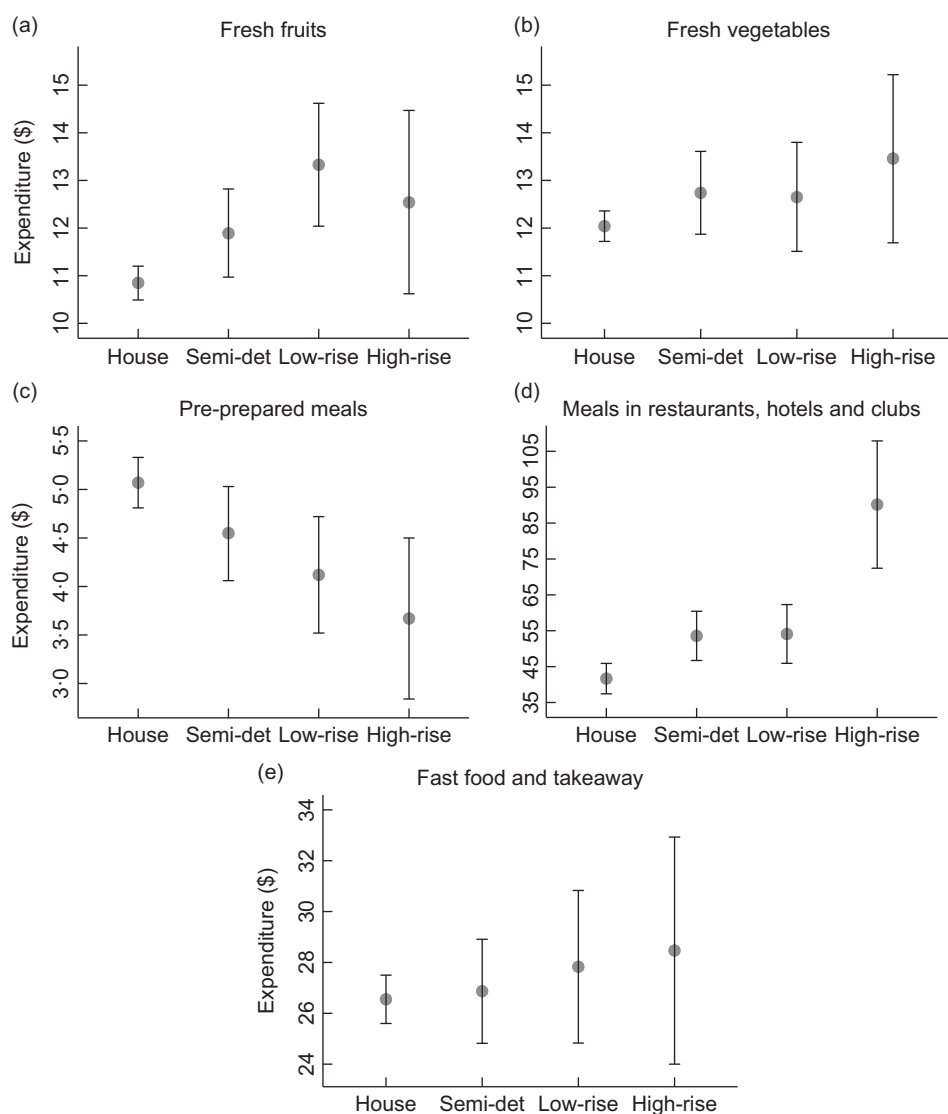 (a)
Fresh fruits
Expenditure ($)
15
14
13
12
11
10
House Semi-det Low-rise High-rise
(b)
Fresh vegetables
15
14
13
12
11
10
House Semi-det Low-rise High-rise
(c)
Pre-prepared meals
Expenditure ($)
5·5
5·0
4·5
4·0
3·5
3·0
House Semi-det Low-rise High-rise
(d)
Meals in restaurants, hotels and clubs
105
95
85
75
65
55
45
35
House Semi-det Low-rise High-rise
(e)
Fast food and takeaway
Expenditure ($)
34
32
30
28
26
24
House Semi-det Low-rise High-rise